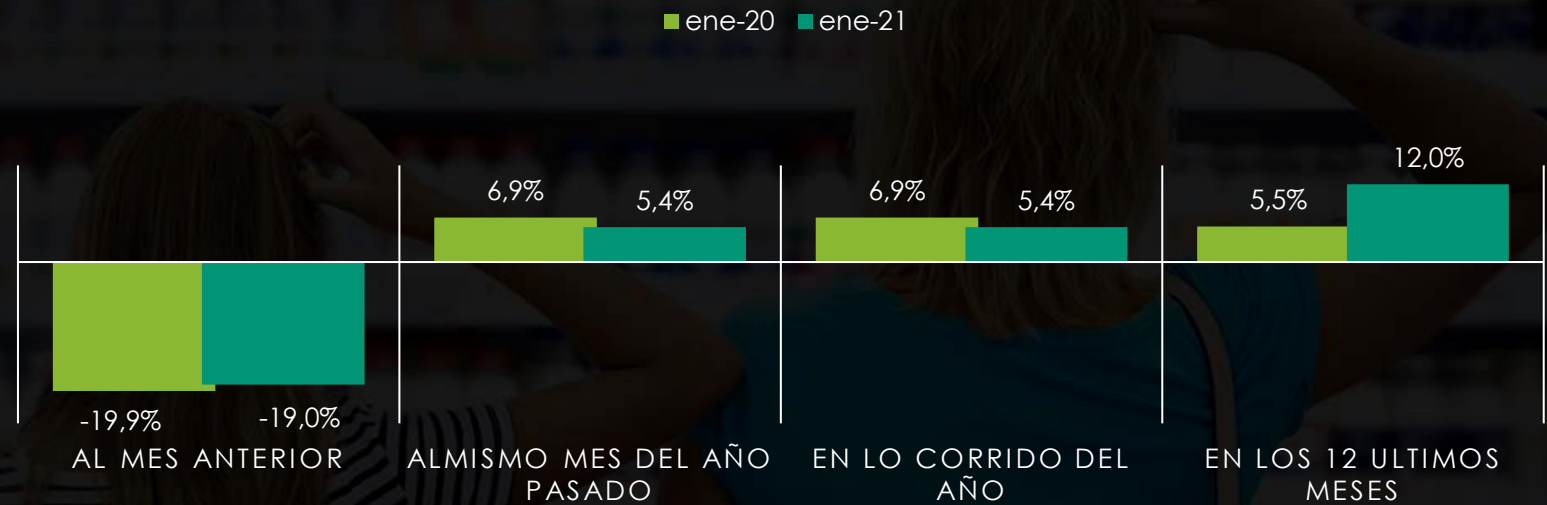 ene-20 ene-21
12,0%
6,9% 5,4% 6,9% 5,4% 5,5%
-19,9% -19,0%
AL MES ANTERIOR ALMISMO MES DEL AÑO EN LO CORRIDO DEL EN LOS 12 ULTIMOS
PASADO AÑO MESES